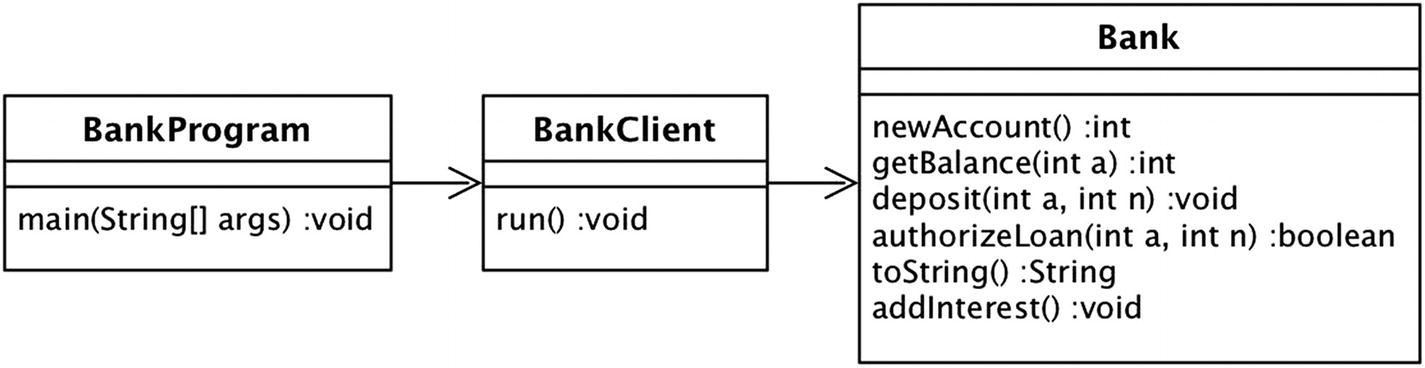 BankProgram
main(String[] args) :void
BankClient
run() :void
Bank
newAccount() :int
getBalance(int a) :int
deposit(int a, int n) :void
authorizeLoan(int a, int n) :boolean
toString() :String
addInterest() :void